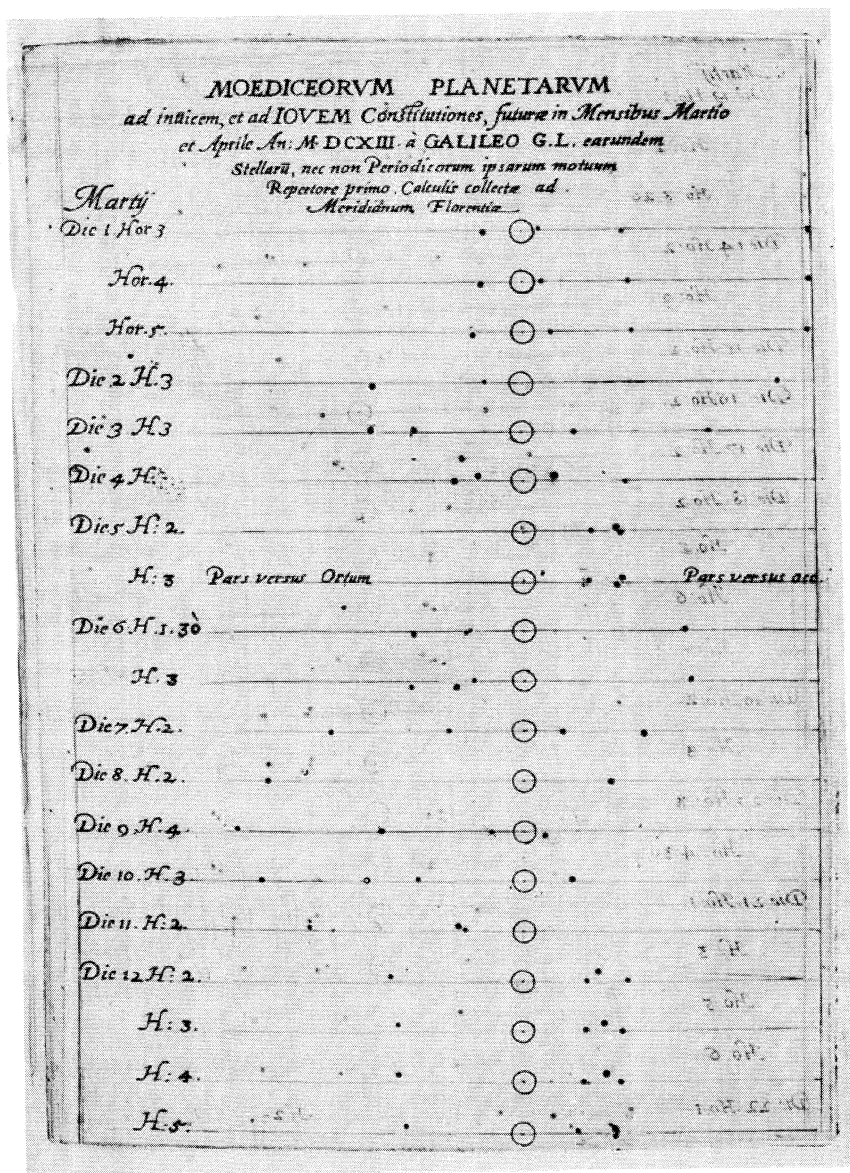 MOEDICEORVM PLANETARVM
ad inuicem, et ad IOVEM Constitutiones, futuræ in Mensibus Martio
et Aprile An: M DCXIII. à GALILEO G.L. earundem
Stellarū, nec non Periodicorum ipsarum motuum
Repertore primo. Calculis collectæ ad
Meridianum Florentiæ
Martij
Die 1 Hor 3
Hor. 4.
Hor. 5.
Die 2 H. 3
Die 3 H 3
Die 4 H:
Die 5 H: 2.
H: 3 Pars versus Ortum Pars versus occ.
Die 6. H. 1. 30
H. 3
Die 7. H. 2.
Die 8. H. 2.
Die 9 H. 4.
Die 10. H. 3
Die 11. H: 2.
Die 12 H: 2.
H: 3.
H: 4.
H. 5.